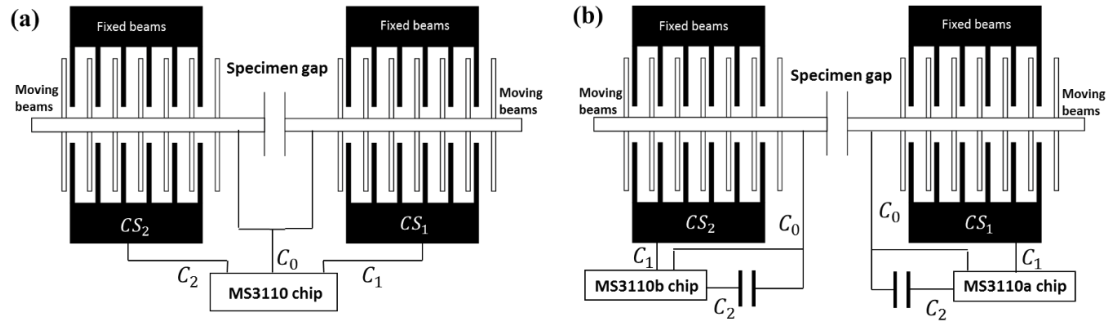 (a)
Fixed beams
Fixed beams
Specimen gap
Moving
beams
Moving
beams
CS₂
CS₁
C₂
C₀
C₁
MS3110 chip
(b)
Fixed beams
Fixed beams
Specimen gap
Moving
beams
Moving
beams
CS₂
CS₁
C₀
C₀
C₁
C₁
MS3110b chip
MS3110a chip
C₂
C₂